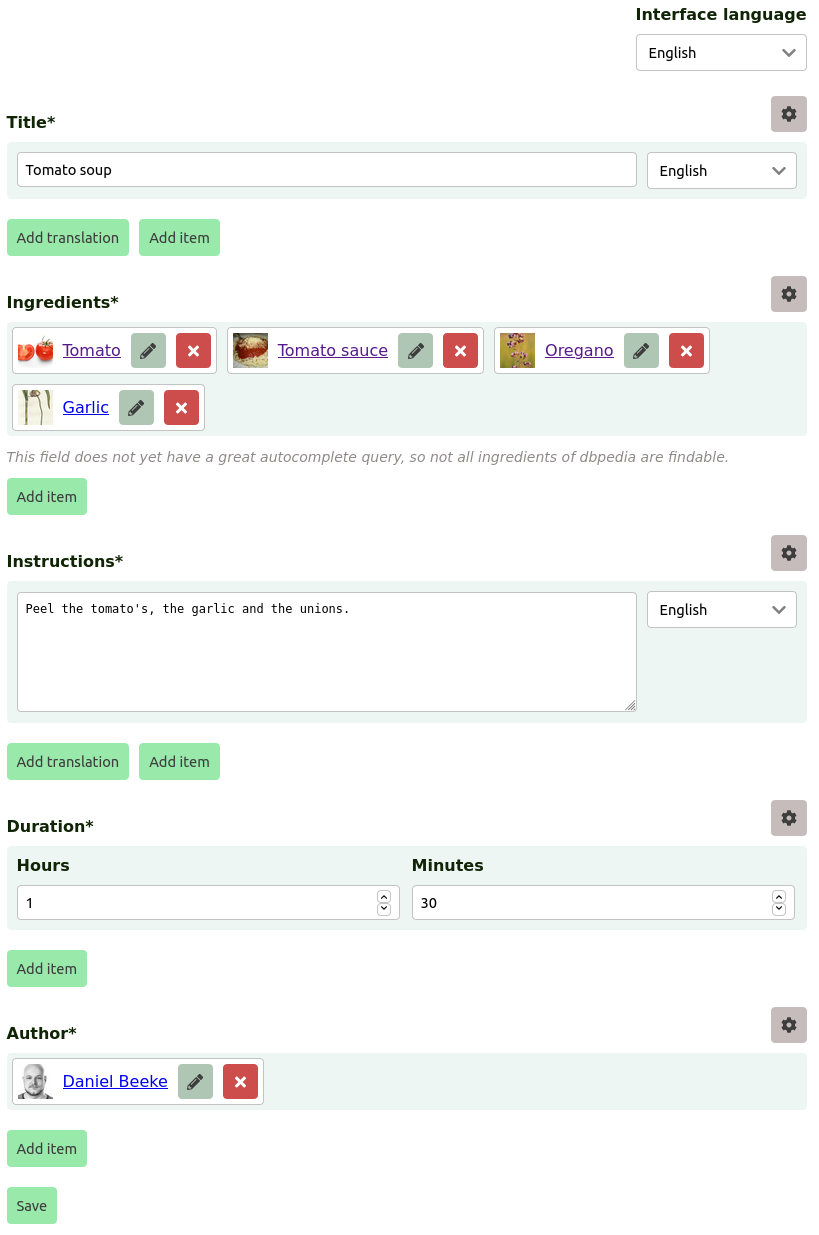 Interface language
English
Title*
Tomato soup English
Add translation Add item
Ingredients*
Tomato Tomato sauce Oregano
Garlic
This field does not yet have a great autocomplete query, so not all ingredients of dbpedia are findable.
Add item
Instructions*
Peel the tomato's, the garlic and the unions. English
Add translation Add item
Duration*
Hours Minutes
1 30
Add item
Author*
Daniel Beeke
Add item
Save